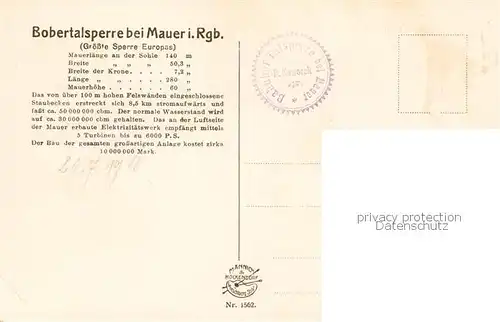 Bobertalsperre bei Mauer i. Rgb.
(Größte Sperre Europas)
Mauerlänge an der Sohle 140 m
Breite „ „ „ 50,3 „
Breite der Krone . . . . 7,2 „
Länge „ „ . . . . 280 „
Mauerhöhe . . . . . . 60 „
Das von über 100 m hohen Felswänden eingeschlossene
Staubecken erstreckt sich 8,5 km stromaufwärts und
faßt ca. 50 000 000 cbm. Der normale Wasserstand wird
auf ca. 30 000 000 cbm gehalten. Das an der Luftseite
der Mauer erbaute Elektrizitätswerk empfängt mittels
5 Turbinen bis zu 6000 P. S.
Der Bau der gesamten großartigen Anlage kostet zirka
10 000 000 Mark.
privacy protection
Nr. 1562.